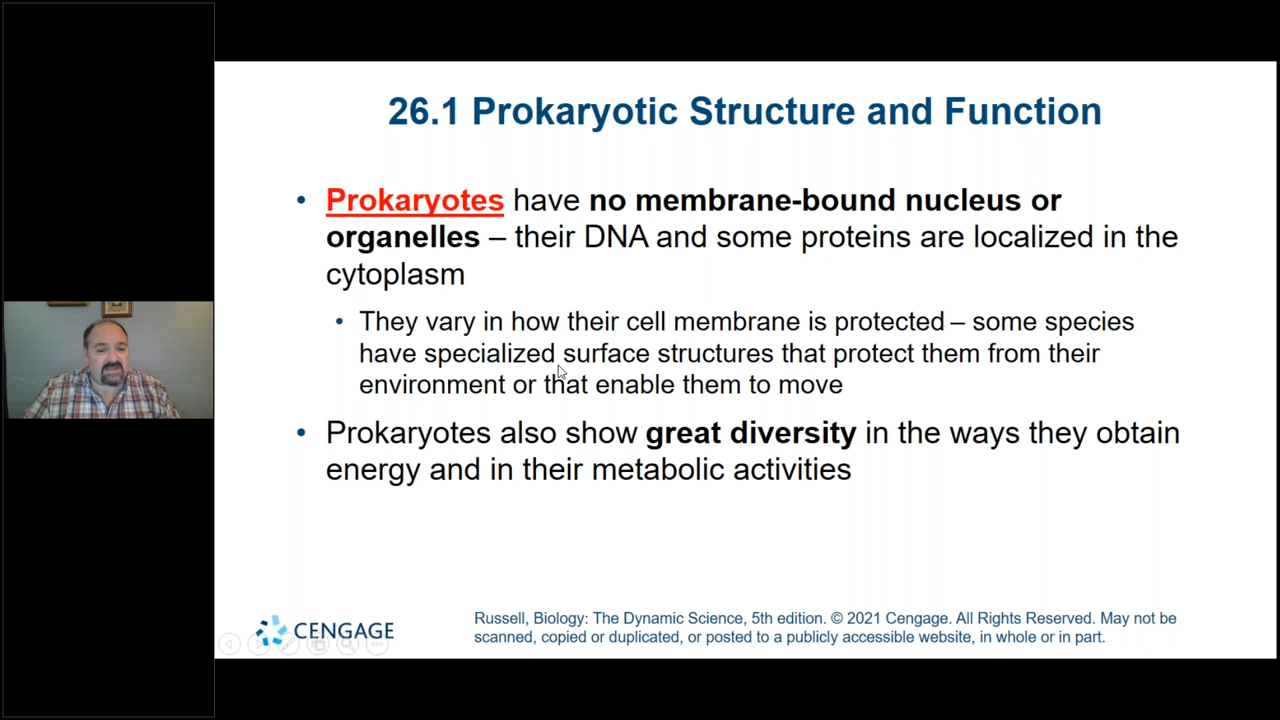 26.1 Prokaryotic Structure and Function
• Prokaryotes have no membrane-bound nucleus or
organelles – their DNA and some proteins are localized in the
cytoplasm
• They vary in how their cell membrane is protected – some species
have specialized surface structures that protect them from their
environment or that enable them to move
• Prokaryotes also show great diversity in the ways they obtain
energy and in their metabolic activities
CENGAGE
Russell, Biology: The Dynamic Science, 5th edition. © 2021 Cengage. All Rights Reserved. May not be
scanned, copied or duplicated, or posted to a publicly accessible website, in whole or in part.